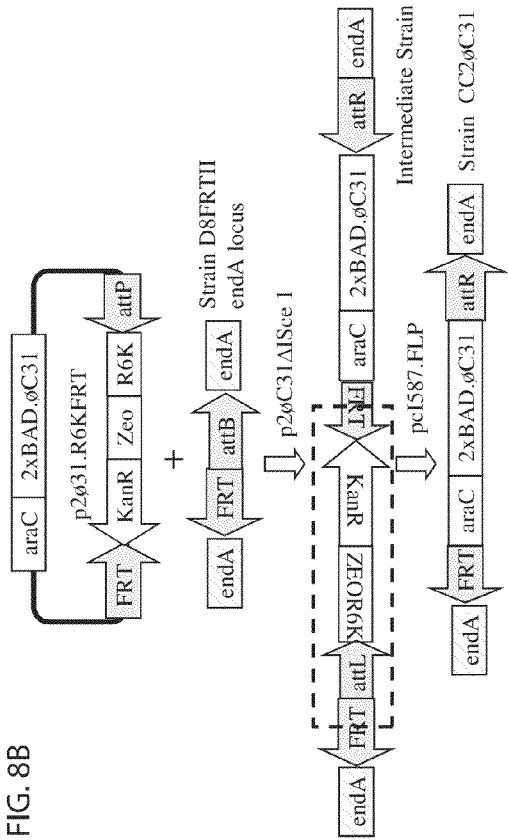 FIG. 8B
araC 2xBAD.øC31
p2ø31.R6KFRT
FRT KanR Zeo R6K attP
+
Strain D8FRTII
endA locus
endA FRT attB endA
p2øC31ΔISce I
endA FRT attL ZEOR6K KanR FRT araC 2xBAD.øC31 attR endA
Intermediate Strain
pcI587.FLP
endA FRT araC 2xBAD.øC31 attR endA
Strain CC2øC31